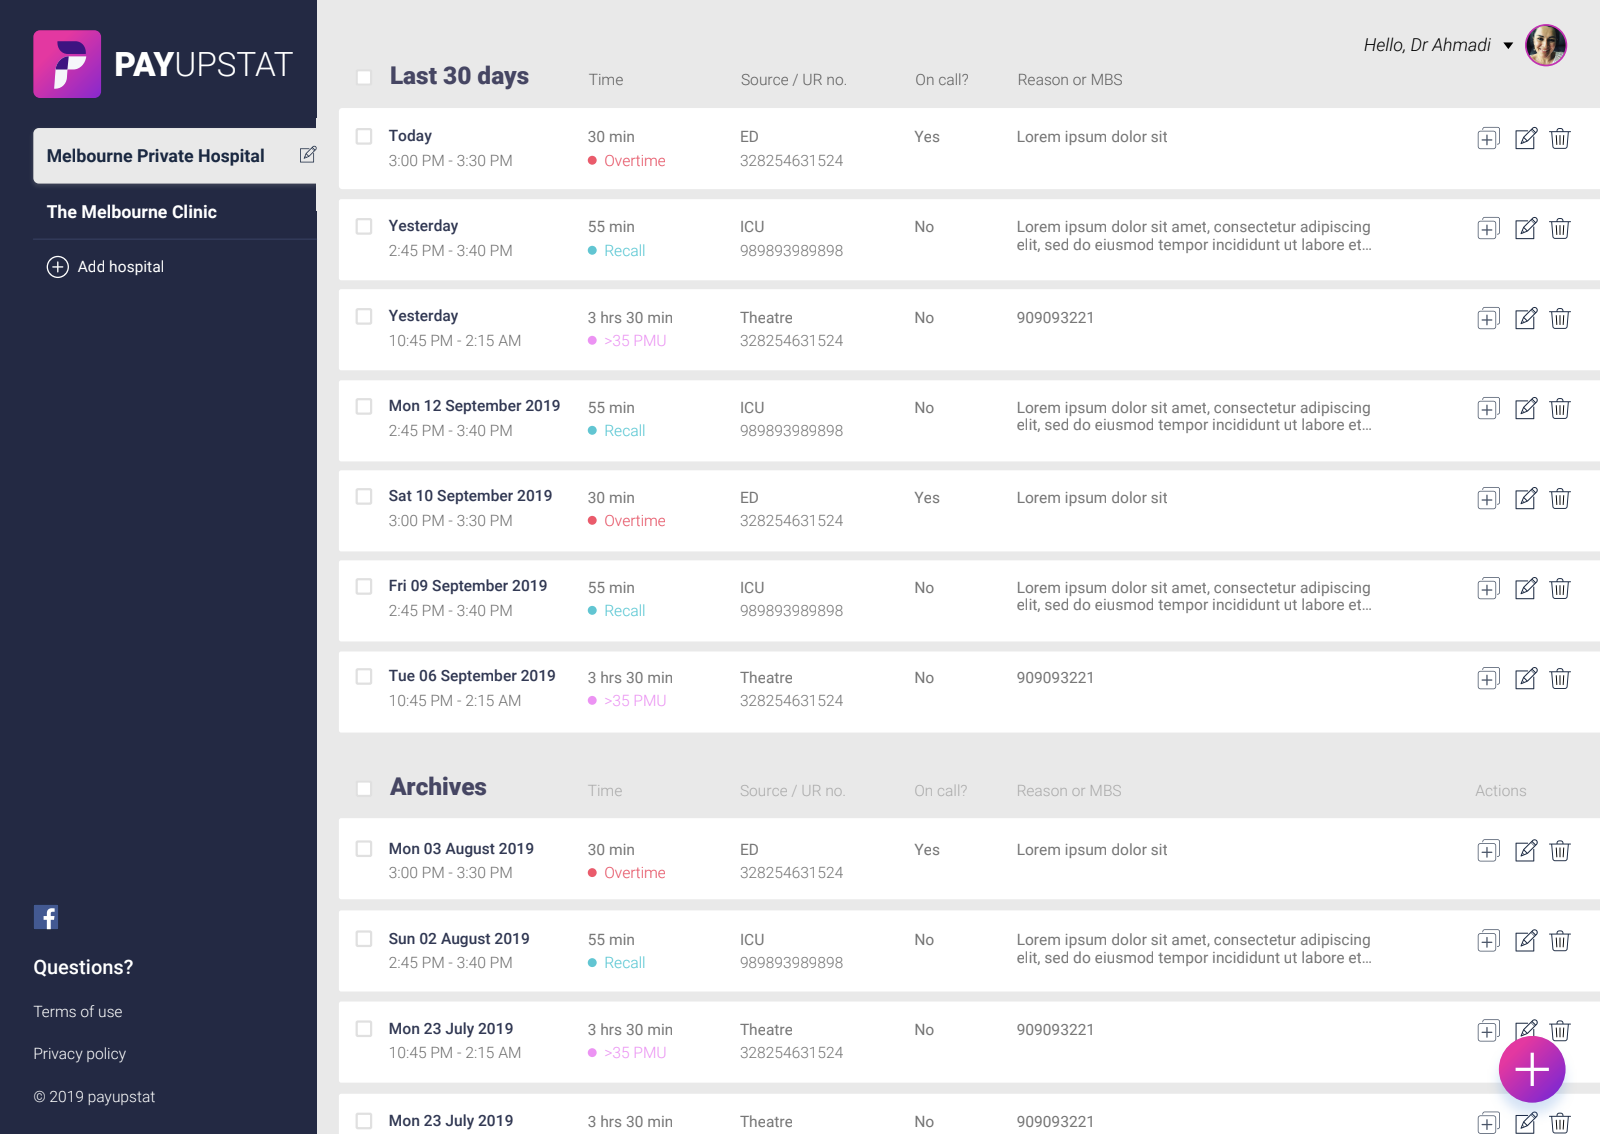 PAYUPSTAT
Melbourne Private Hospital
The Melbourne Clinic
Add hospital
Questions?
Terms of use
Privacy policy
© 2019 payupstat
Hello, Dr Ahmadi
Last 30 days Time Source / UR no. On call? Reason or MBS
Today 30 min ED Yes Lorem ipsum dolor sit
3:00 PM - 3:30 PM Overtime 328254631524
Yesterday 55 min ICU No Lorem ipsum dolor sit amet, consectetur adipiscing
2:45 PM - 3:40 PM Recall 989893989898 elit, sed do eiusmod tempor incididunt ut labore et...
Yesterday 3 hrs 30 min Theatre No 909093221
10:45 PM - 2:15 AM >35 PMU 328254631524
Mon 12 September 2019 55 min ICU No Lorem ipsum dolor sit amet, consectetur adipiscing
2:45 PM - 3:40 PM Recall 989893989898 elit, sed do eiusmod tempor incididunt ut labore et...
Sat 10 September 2019 30 min ED Yes Lorem ipsum dolor sit
3:00 PM - 3:30 PM Overtime 328254631524
Fri 09 September 2019 55 min ICU No Lorem ipsum dolor sit amet, consectetur adipiscing
2:45 PM - 3:40 PM Recall 989893989898 elit, sed do eiusmod tempor incididunt ut labore et...
Tue 06 September 2019 3 hrs 30 min Theatre No 909093221
10:45 PM - 2:15 AM >35 PMU 328254631524
Archives Time Source / UR no. On call? Reason or MBS Actions
Mon 03 August 2019 30 min ED Yes Lorem ipsum dolor sit
3:00 PM - 3:30 PM Overtime 328254631524
Sun 02 August 2019 55 min ICU No Lorem ipsum dolor sit amet, consectetur adipiscing
2:45 PM - 3:40 PM Recall 989893989898 elit, sed do eiusmod tempor incididunt ut labore et...
Mon 23 July 2019 3 hrs 30 min Theatre No 909093221
10:45 PM - 2:15 AM >35 PMU 328254631524
Mon 23 July 2019 3 hrs 30 min Theatre No 909093221